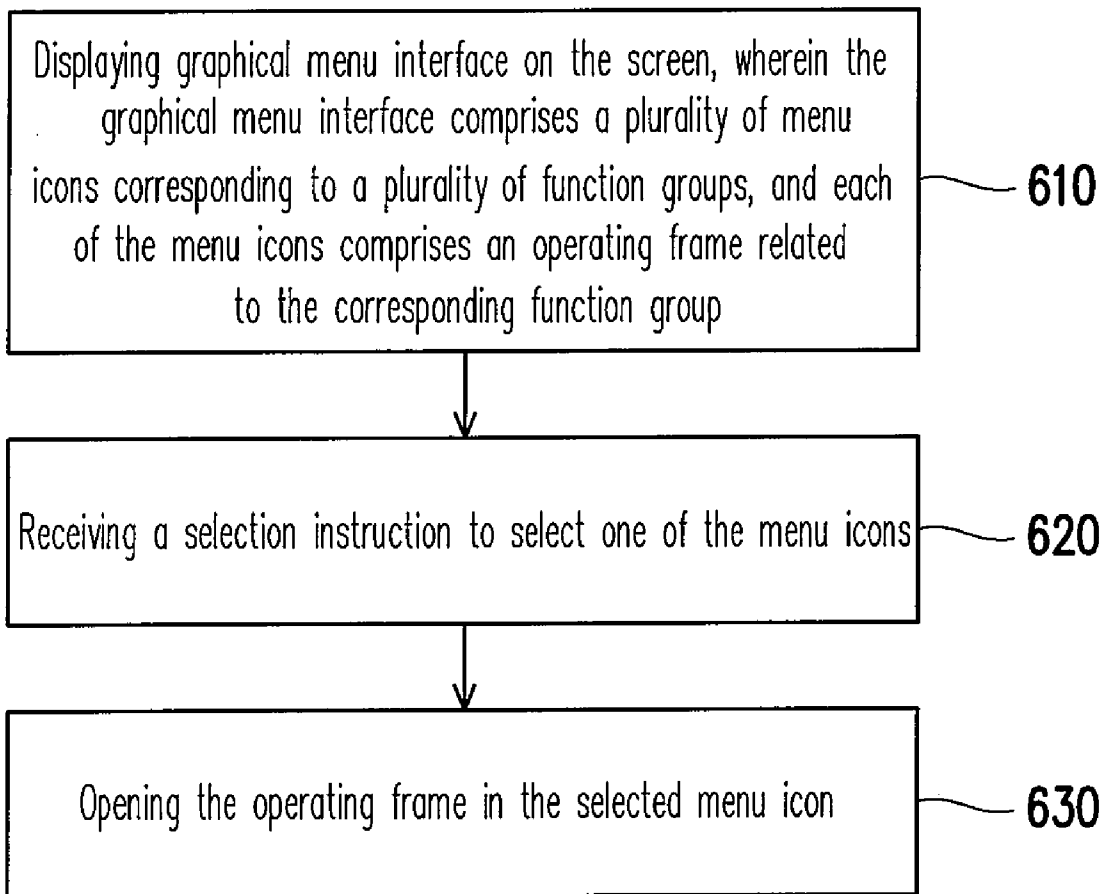 Displaying graphical menu interface on the screen, wherein the
graphical menu interface comprises a plurality of menu
icons corresponding to a plurality of function groups, and each
of the menu icons comprises an operating frame related
to the corresponding function group
610
Receiving a selection instruction to select one of the menu icons
620
Opening the operating frame in the selected menu icon
630